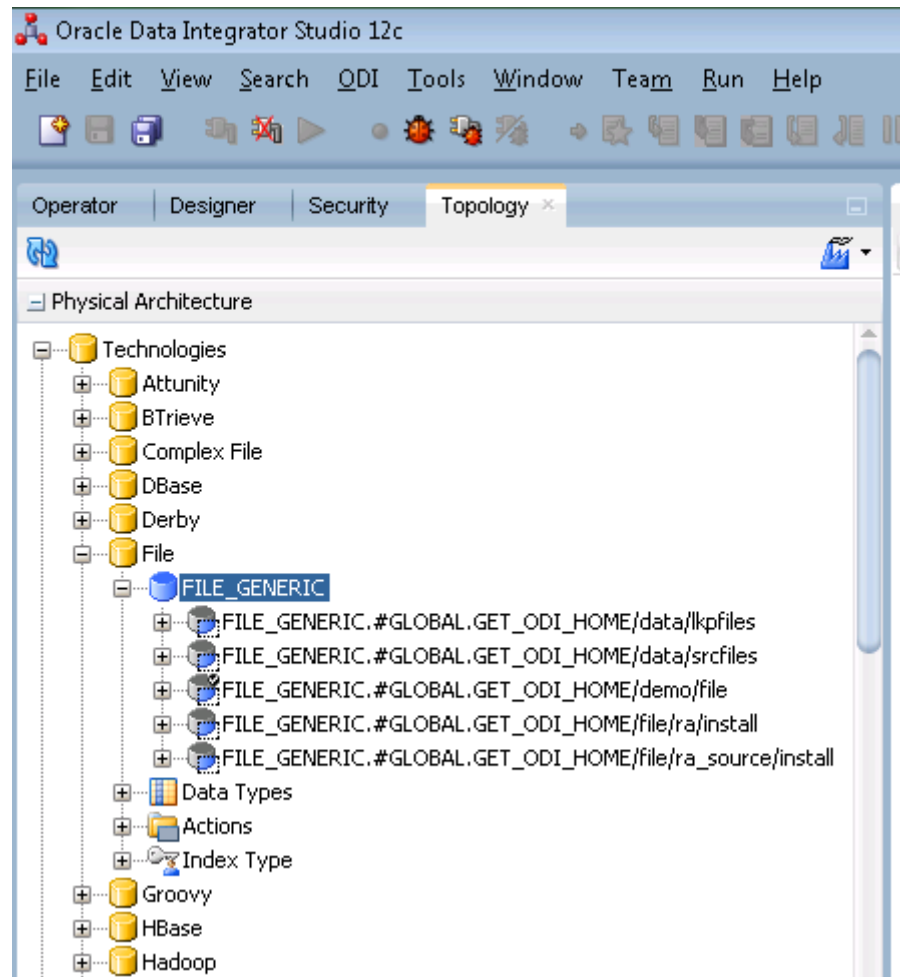 Oracle Data Integrator Studio 12c
File Edit View Search ODI Tools Window Team Run Help
Operator Designer Security Topology
Physical Architecture
Technologies
Attunity
BTrieve
Complex File
DBase
Derby
File
FILE_GENERIC
FILE_GENERIC.#GLOBAL.GET_ODI_HOME/data/lkpfiles
FILE_GENERIC.#GLOBAL.GET_ODI_HOME/data/srcfiles
FILE_GENERIC.#GLOBAL.GET_ODI_HOME/demo/file
FILE_GENERIC.#GLOBAL.GET_ODI_HOME/file/ra/install
FILE_GENERIC.#GLOBAL.GET_ODI_HOME/file/ra_source/install
Data Types
Actions
Index Type
Groovy
HBase
Hadoop